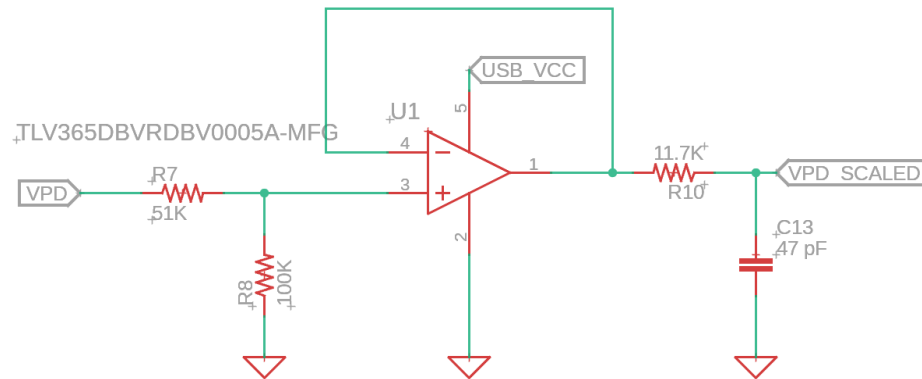 USB_VCC
U1
5
TLV365DBVRDBV0005A-MFG
4
1
11.7K
R7
3
VPD
R10
VPD_SCALED
51K
2
C13
47 pF
R8
100K